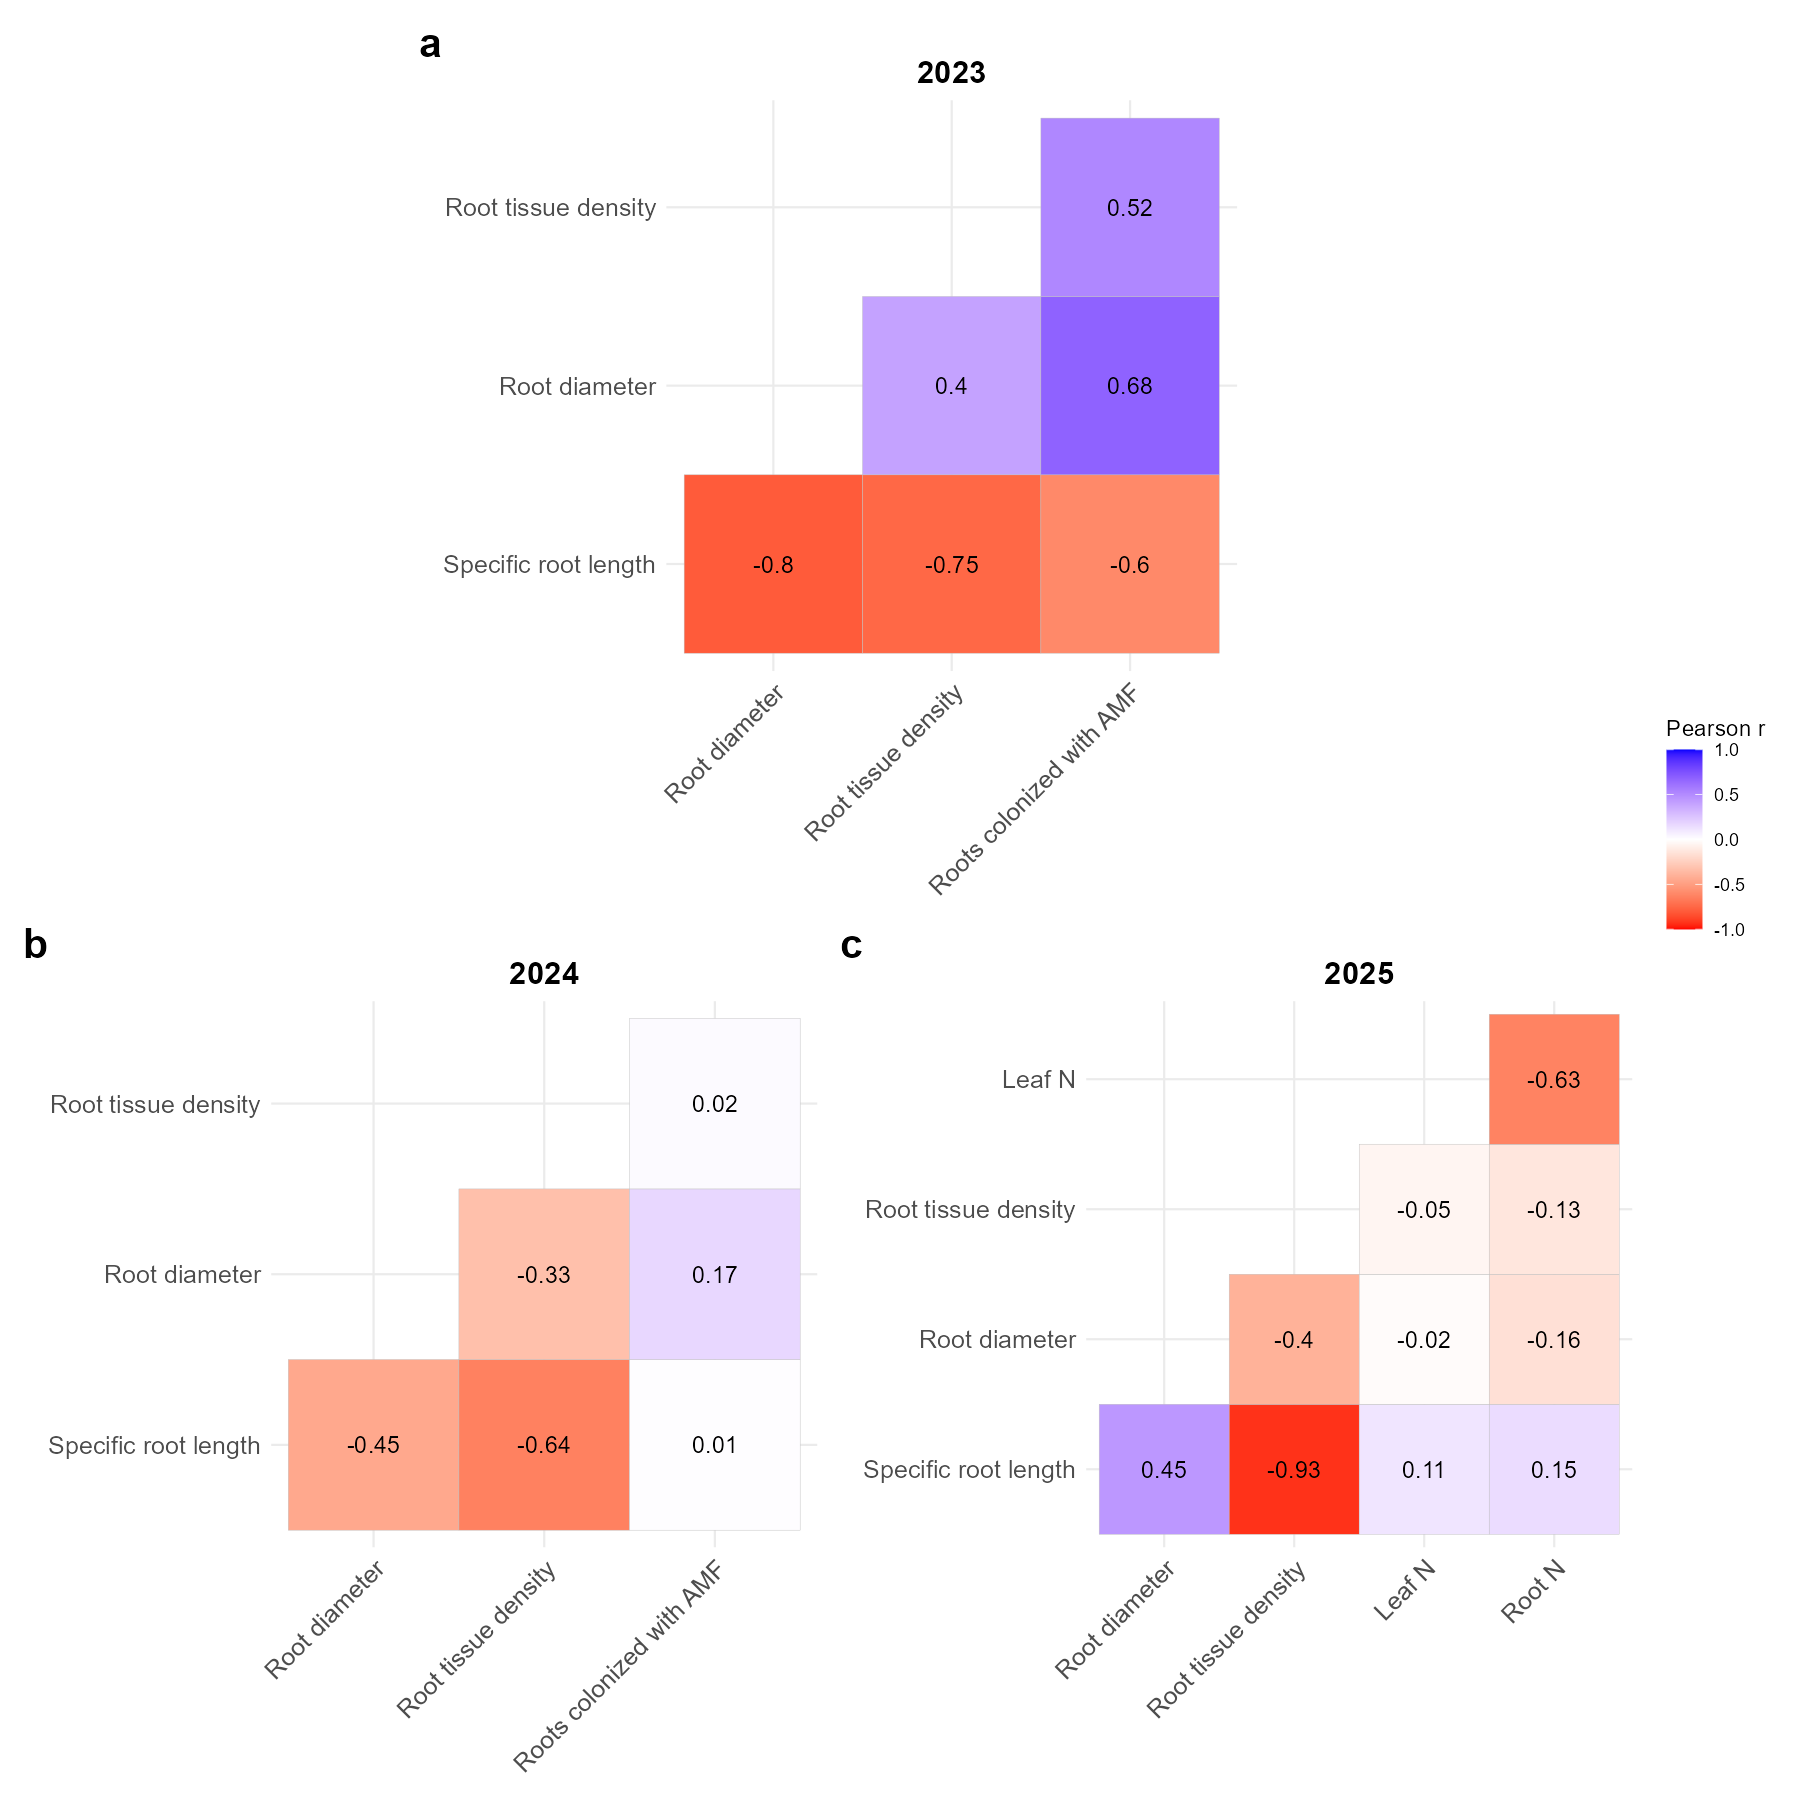 a
2023
Root tissue density
0.52
Root diameter
0.4 0.68
Specific root length
-0.8 -0.75 -0.6
Root diameter
Root tissue density
Roots colonized with AMF
Pearson r
1.0
0.5
0.0
-0.5
-1.0
b
2024
Root tissue density
0.02
Root diameter
-0.33 0.17
Specific root length
-0.45 -0.64 0.01
Root diameter
Root tissue density
Roots colonized with AMF
c
2025
Leaf N
-0.63
Root tissue density
-0.05 -0.13
Root diameter
-0.4 -0.02 -0.16
Specific root length
0.45 -0.93 0.11 0.15
Root diameter
Root tissue density
Leaf N
Root N